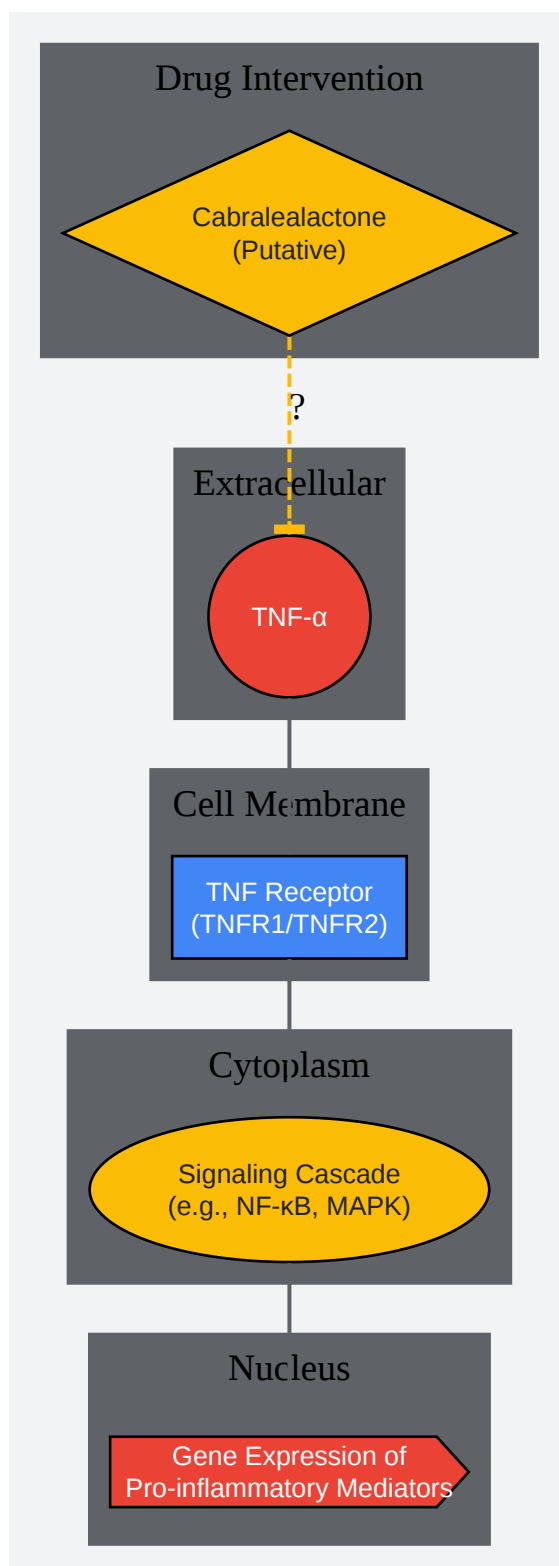 Drug Intervention
Cabralealactone
(Putative)
?
Extracellular
TNF-α
Cell Membrane
TNF Receptor
(TNFR1/TNFR2)
Cytoplasm
Signaling Cascade
(e.g., NF-κB, MAPK)
Nucleus
Gene Expression of
Pro-inflammatory Mediators